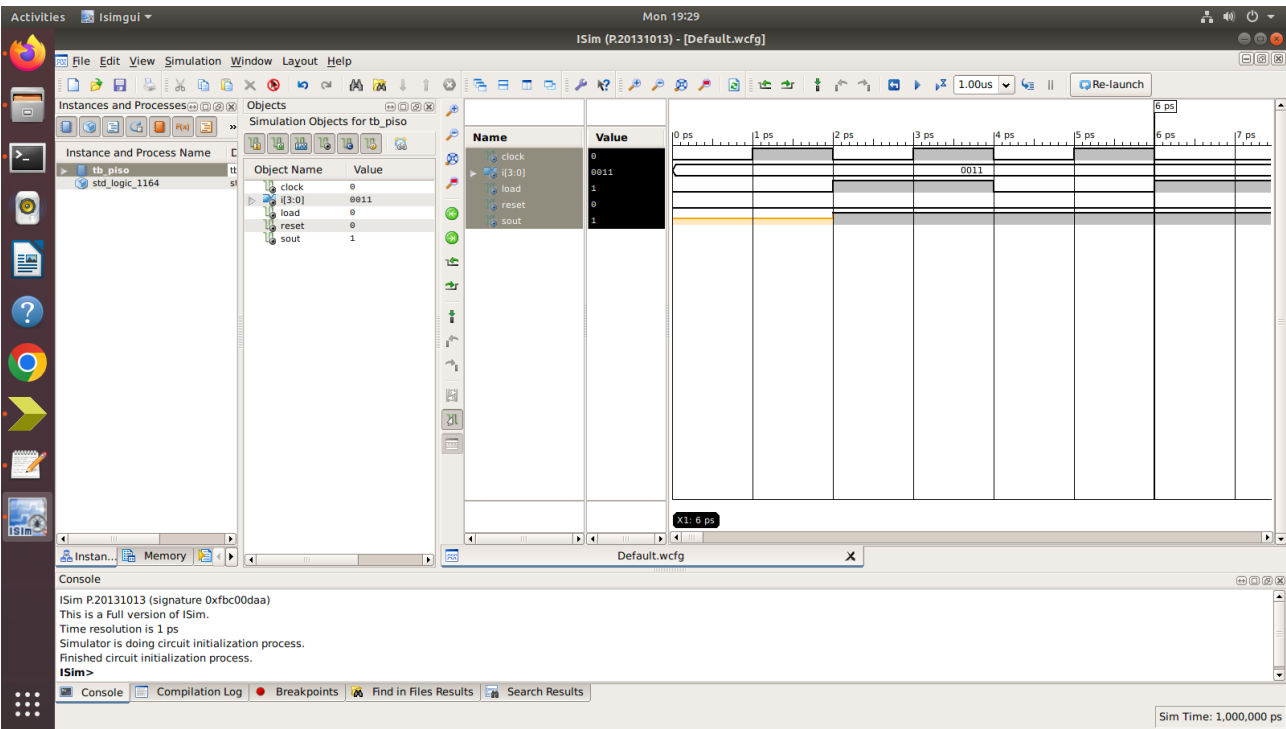 Activities Isimgui Mon 19:29
ISim (P.20131013) - [Default.wcfg]
File Edit View Simulation Window Layout Help
1.00us Re-launch
Instances and Processes
Instance and Process Name D
tb_piso tb
std_logic_1164 st
F(x)
»
Objects
Simulation Objects for tb_piso
Object Name Value
clock 0
i[3:0] 0011
load 0
reset 0
sout 1
Name Value
clock 0
i[3:0] 0011
load 1
reset 0
sout 1
6 ps
0 ps 1 ps 2 ps 3 ps 4 ps 5 ps 6 ps 7 ps
0011
X1: 6 ps
Instan... Memory
Default.wcfg
Console
ISim P.20131013 (signature 0xfbc00daa)
This is a Full version of ISim.
Time resolution is 1 ps
Simulator is doing circuit initialization process.
Finished circuit initialization process.
ISim>
Console Compilation Log Breakpoints Find in Files Results Search Results
Sim Time: 1,000,000 ps
ISim